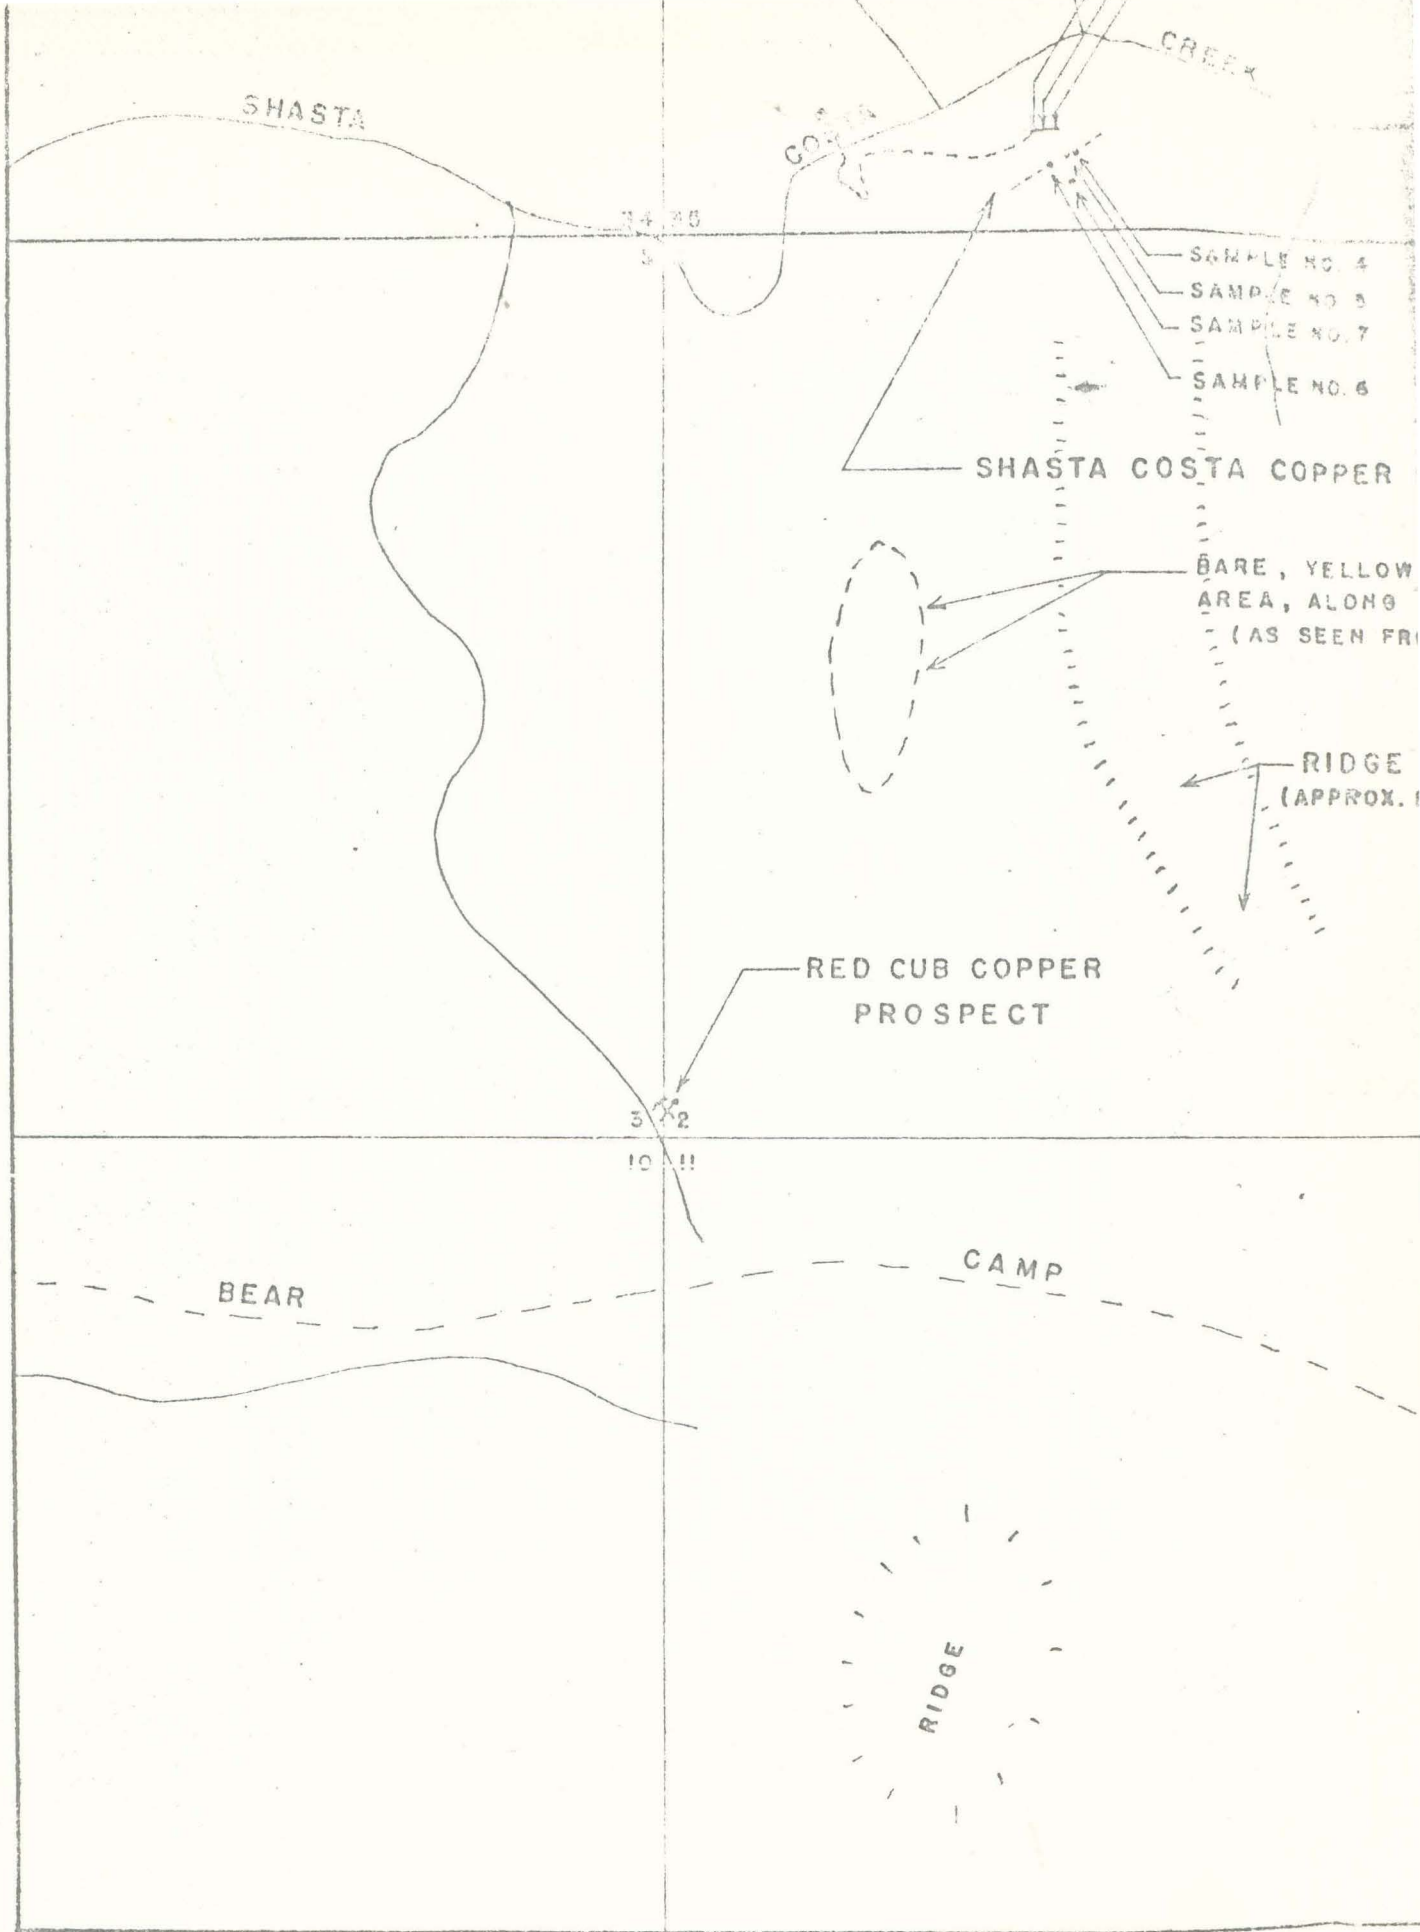 CREEK
SHASTA
COSTA
34 35
3
SAMPLE NO. 4
SAMPLE NO. 5
SAMPLE NO. 7
SAMPLE NO. 6
SHASTA COSTA COPPER
BARE, YELLOW
AREA, ALONG
(AS SEEN FRO
RIDGE
(APPROX.
RED CUB COPPER
PROSPECT
3 2
10 11
BEAR
CAMP
RIDGE